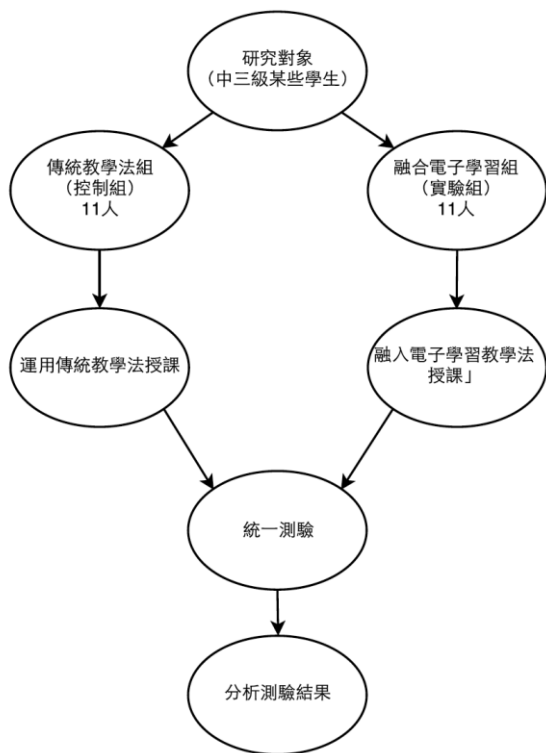 研究對象
（中三級某些學生）
傳統教學法組
（控制組）
11人
融合電子學習組
（實驗組）
11人
運用傳統教學法授課
融入電子學習教學法
授課」
統一測驗
分析測驗結果